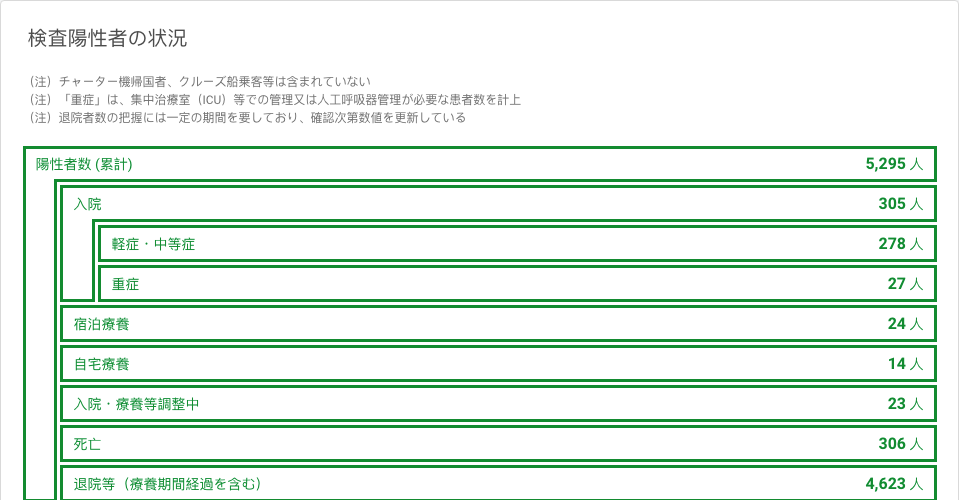 検査陽性者の状況
（注）チャーター機帰国者、クルーズ船乗客等は含まれていない
（注）「重症」は、集中治療室（ICU）等での管理又は人工呼吸器管理が必要な患者数を計上
（注）退院者数の把握には一定の期間を要しており、確認次第数値を更新している
陽性者数 (累計) 5,295 人
入院 305 人
軽症・中等症 278 人
重症 27 人
宿泊療養 24 人
自宅療養 14 人
入院・療養等調整中 23 人
死亡 306 人
退院等（療養期間経過を含む） 4,623 人